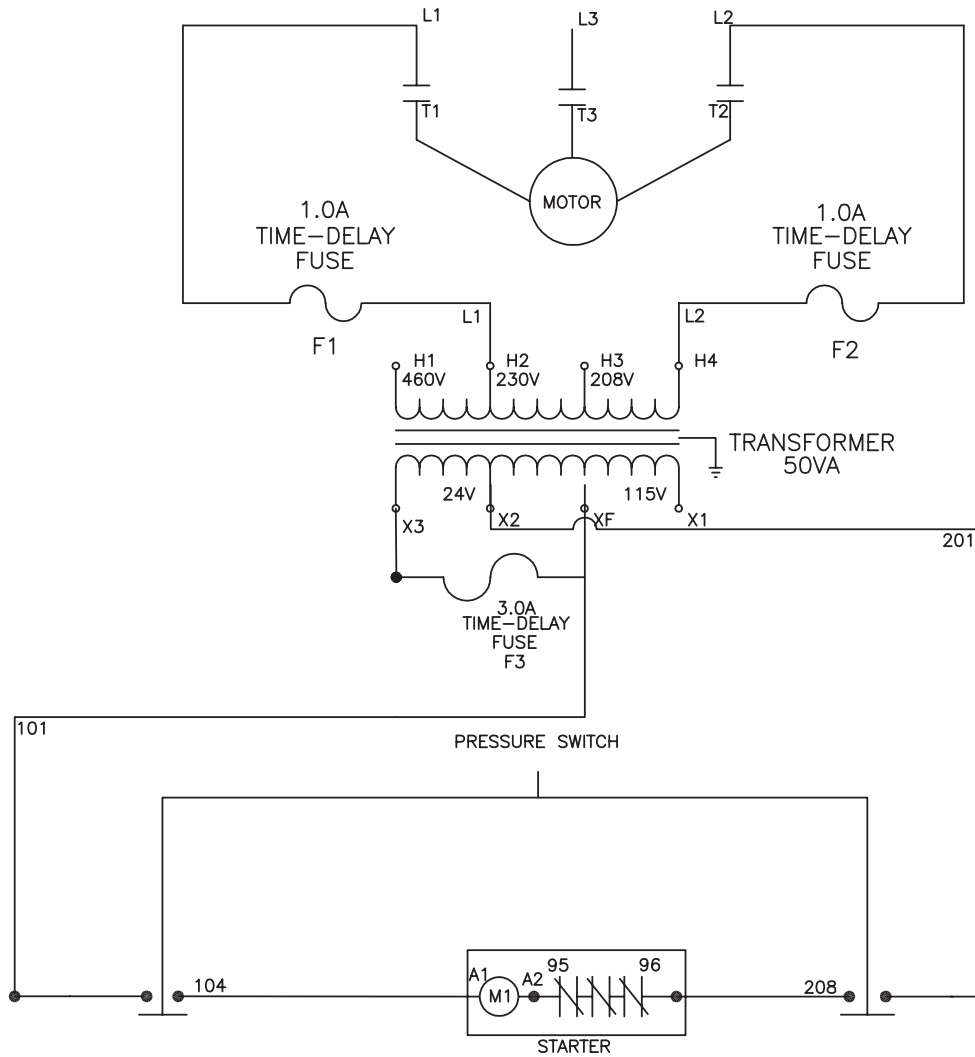 L1
L3
L2
T1
T3
T2
MOTOR
1.0A
TIME-DELAY
FUSE
1.0A
TIME-DELAY
FUSE
L1
L2
F1
F2
H1
460V
H2
230V
H3
208V
H4
TRANSFORMER
50VA
24V
115V
X3
X2
XF
X1
201
3.0A
TIME-DELAY
FUSE
F3
101
PRESSURE SWITCH
104
A1
M1
A2
95
96
208
STARTER